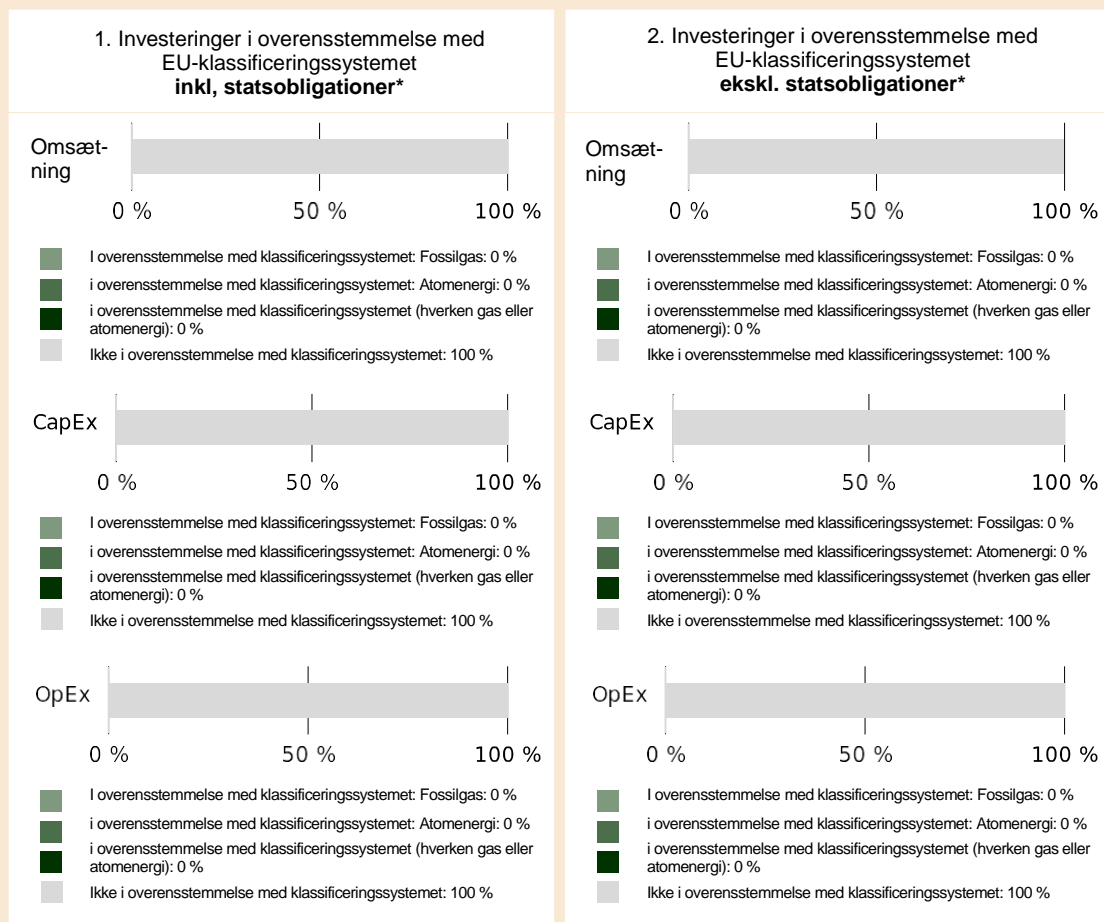 1. Investeringer i overensstemmelse med
EU-klassificeringssystemet
inkl, statsobligationer*
Omsæt-
ning
0 %
50 %
100 %
I overensstemmelse med klassificeringssystemet: Fossilgas: 0 %
i overensstemmelse med klassificeringssystemet: Atomenergi: 0 %
i overensstemmelse med klassificeringssystemet (hverken gas eller
atomenergi): 0 %
Ikke i overensstemmelse med klassificeringssystemet: 100 %
CapEx
0 %
50 %
100 %
I overensstemmelse med klassificeringssystemet: Fossilgas: 0 %
i overensstemmelse med klassificeringssystemet: Atomenergi: 0 %
i overensstemmelse med klassificeringssystemet (hverken gas eller
atomenergi): 0 %
Ikke i overensstemmelse med klassificeringssystemet: 100 %
OpEx
0 %
50 %
100 %
I overensstemmelse med klassificeringssystemet: Fossilgas: 0 %
i overensstemmelse med klassificeringssystemet: Atomenergi: 0 %
i overensstemmelse med klassificeringssystemet (hverken gas eller
atomenergi): 0 %
Ikke i overensstemmelse med klassificeringssystemet: 100 %
2. Investeringer i overensstemmelse med
EU-klassificeringssystemet
ekskl. statsobligationer*
Omsæt-
ning
0 %
50 %
100 %
I overensstemmelse med klassificeringssystemet: Fossilgas: 0 %
i overensstemmelse med klassificeringssystemet: Atomenergi: 0 %
i overensstemmelse med klassificeringssystemet (hverken gas eller
atomenergi): 0 %
Ikke i overensstemmelse med klassificeringssystemet: 100 %
CapEx
0 %
50 %
100 %
I overensstemmelse med klassificeringssystemet: Fossilgas: 0 %
i overensstemmelse med klassificeringssystemet: Atomenergi: 0 %
i overensstemmelse med klassificeringssystemet (hverken gas eller
atomenergi): 0 %
Ikke i overensstemmelse med klassificeringssystemet: 100 %
OpEx
0 %
50 %
100 %
I overensstemmelse med klassificeringssystemet: Fossilgas: 0 %
i overensstemmelse med klassificeringssystemet: Atomenergi: 0 %
i overensstemmelse med klassificeringssystemet (hverken gas eller
atomenergi): 0 %
Ikke i overensstemmelse med klassificeringssystemet: 100 %